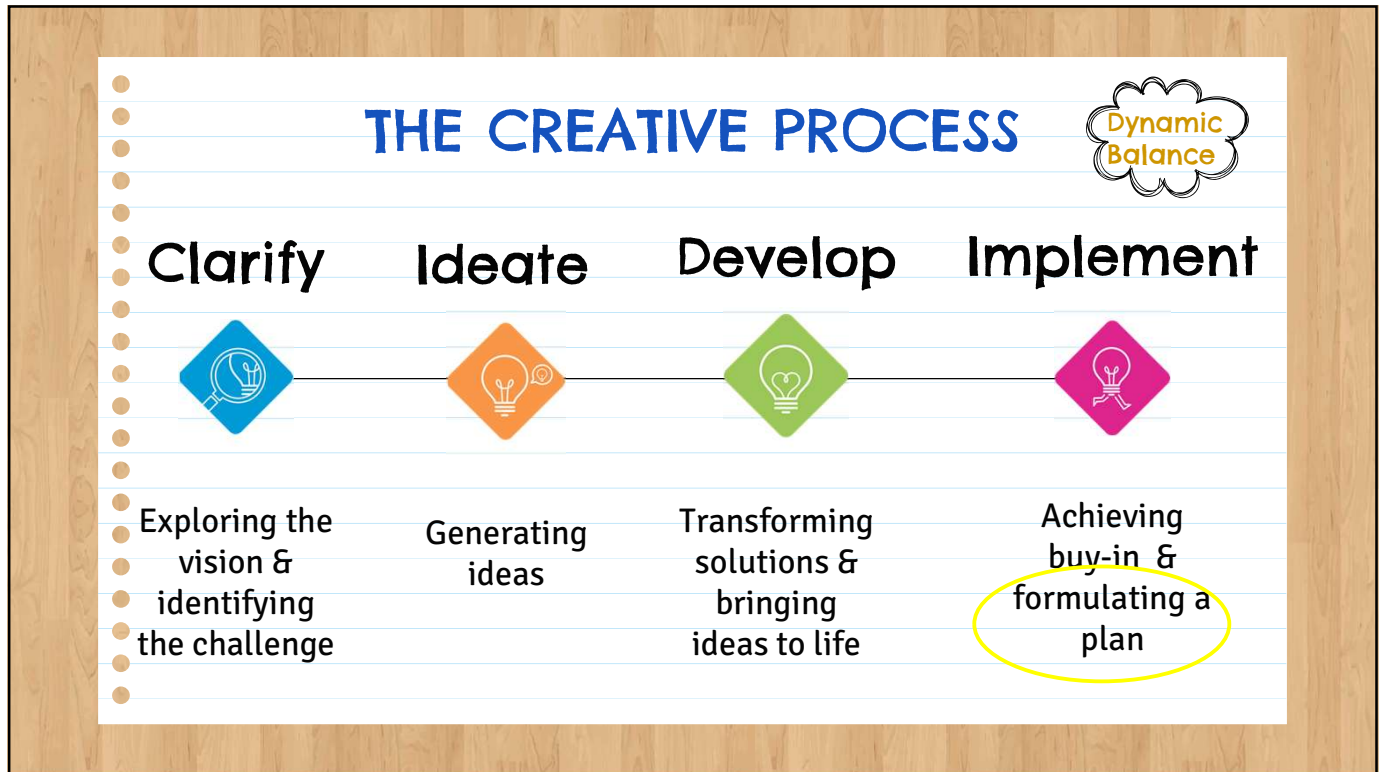 THE CREATIVE PROCESS
Dynamic
Balance
Clarify
Ideate
Develop
Implement
Exploring the
vision &
identifying
the challenge
Generating
ideas
Transforming
solutions &
bringing
ideas to life
Achieving
buy-in &
formulating a
plan